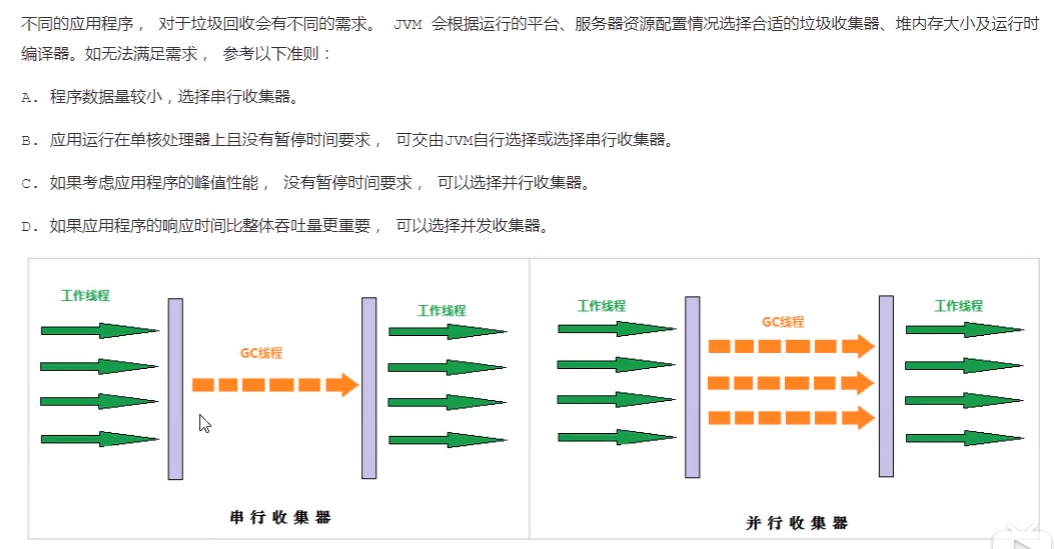 不同的应用程序， 对于垃圾回收会有不同的需求。 JVM 会根据运行的平台、服务器资源配置情况选择合适的垃圾收集器、堆内存大小及运行时
编译器。如无法满足需求， 参考以下准则：
A. 程序数据量较小，选择串行收集器。
B. 应用运行在单核处理器上且没有暂停时间要求， 可交由JVM自行选择或选择串行收集器。
C. 如果考虑应用程序的峰值性能， 没有暂停时间要求， 可以选择并行收集器。
D. 如果应用程序的响应时间比整体吞吐量更重要， 可以选择并发收集器。
工作线程
GC线程
工作线程
串行收集器
工作线程
GC线程
工作线程
并行收集器